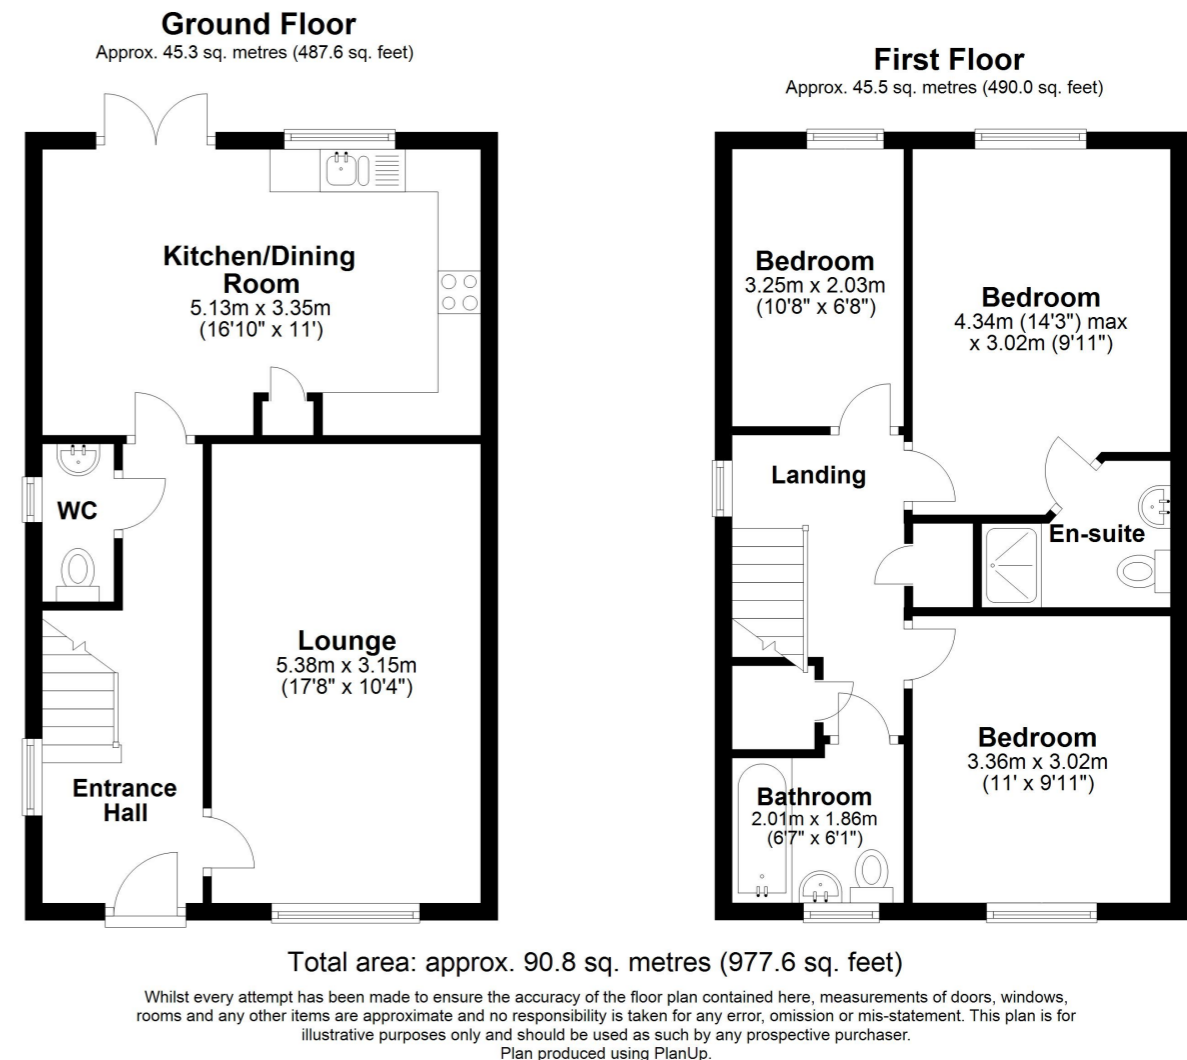 Ground Floor
Approx. 45.3 sq. metres (487.6 sq. feet)
Kitchen/Dining
Room
5.13m x 3.35m
(16'10" x 11')
WC
Lounge
5.38m x 3.15m
(17'8" x 10'4")
Entrance
Hall
First Floor
Approx. 45.5 sq. metres (490.0 sq. feet)
Bedroom
3.25m x 2.03m
(10'8" x 6'8")
Bedroom
4.34m (14'3") max
x 3.02m (9'11")
Landing
En-suite
Bedroom
3.36m x 3.02m
(11' x 9'11")
Bathroom
2.01m x 1.86m
(6'7" x 6'1")
Total area: approx. 90.8 sq. metres (977.6 sq. feet)
Whilst every attempt has been made to ensure the accuracy of the floor plan contained here, measurements of doors, windows,
rooms and any other items are approximate and no responsibility is taken for any error, omission or mis-statement. This plan is for
illustrative purposes only and should be used as such by any prospective purchaser.
Plan produced using PlanUp.